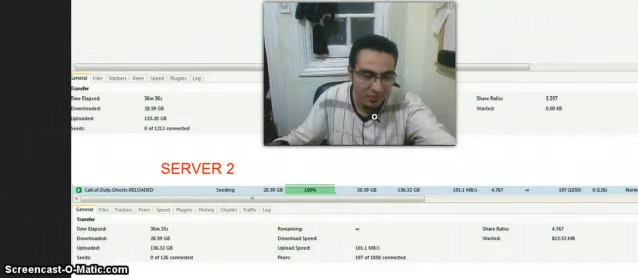 General Files Trackers Peers Speed Plugins Log
Transfer
Time Elapsed: 36m 36s Share Ratio: 5.357
Downloaded: 28.59 GB Wasted: 0.00 KB
Uploaded: 153.20 GB
Seeds: 0 of 1212 connected
SERVER 2
Call.of.Duty-Ghosts-RELOADED Seeding 28.59 GB 100% 28.59 GB 136.32 GB 101.1 MB/s 4.767 ∞ 197 (1850) 0 (126) Norm
General Files Trackers Peers Speed Plugins History Chunks Traffic Log
Transfer
Time Elapsed: 36m 35s Remaining: ∞ Share Ratio: 4.767
Downloaded: 28.59 GB Download Speed: Wasted: 813.53 MB
Uploaded: 136.32 GB Upload Speed: 101.1 MB/s
Seeds: 0 of 126 connected Peers: 197 of 1850 connected
Screencast-O-Matic.com